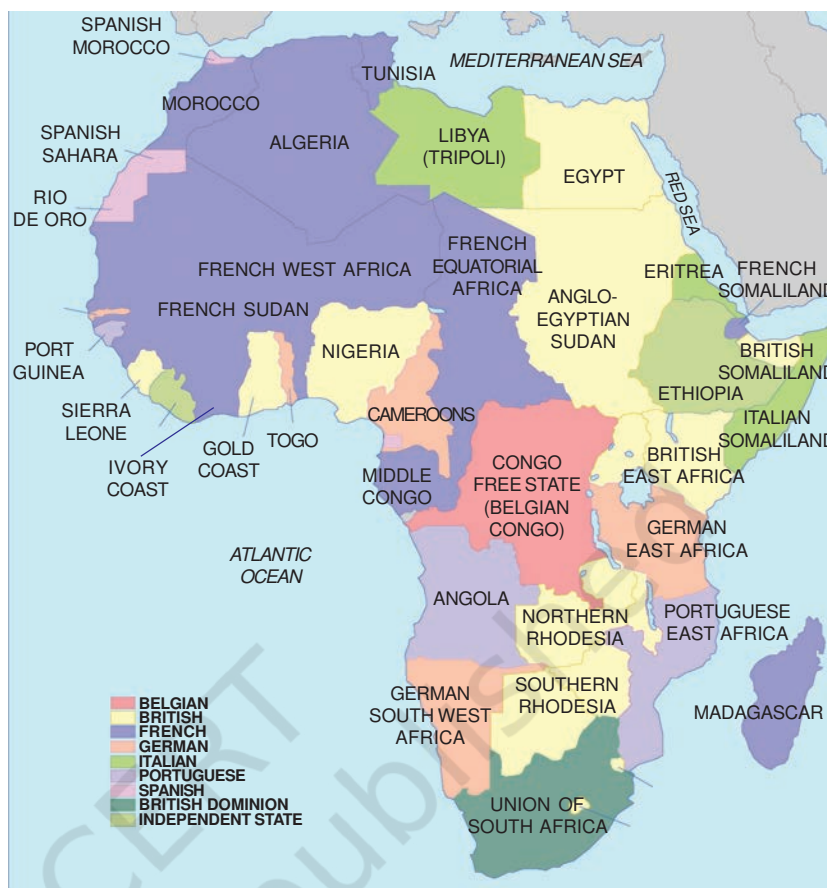 SPANISH
MOROCCO
MEDITERRANEAN SEA
TUNISIA
MOROCCO
ALGERIA
LIBYA
(TRIPOLI)
SPANISH
SAHARA
EGYPT
RED SEA
RIO
DE ORO
FRENCH
EQUATORIAL
AFRICA
FRENCH WEST AFRICA
ERITREA
FRENCH
SOMALILAND
FRENCH SUDAN
ANGLO-
EGYPTIAN
SUDAN
PORT
GUINEA
NIGERIA
BRITISH
SOMALILAND
ETHIOPIA
SIERRA
LEONE
CAMEROONS
ITALIAN
SOMALILAND
IVORY
COAST
GOLD
COAST
TOGO
BRITISH
EAST AFRICA
MIDDLE
CONGO
CONGO
FREE STATE
(BELGIAN
CONGO)
GERMAN
EAST AFRICA
ATLANTIC
OCEAN
ANGOLA
NORTHERN
RHODESIA
PORTUGUESE
EAST AFRICA
GERMAN
SOUTH WEST
AFRICA
SOUTHERN
RHODESIA
MADAGASCAR
UNION OF
SOUTH AFRICA
BELGIAN
BRITISH
FRENCH
GERMAN
ITALIAN
PORTUGUESE
SPANISH
BRITISH DOMINION
INDEPENDENT STATE